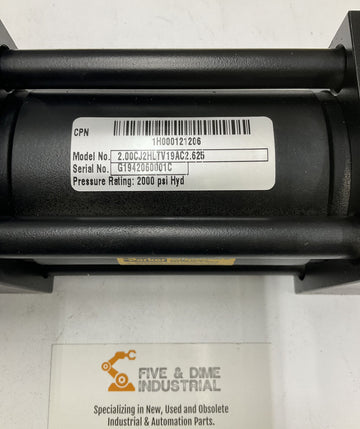 CPN
1H000121206
Model No. 2.00CJ2HLTV19AC2.625
Serial No. G1942060001C
Pressure Rating: 2000 psi Hyd
FIVE & DIME
INDUSTRIAL
Specializing in New, Used and Obsolete
Industrial & Automation Parts.